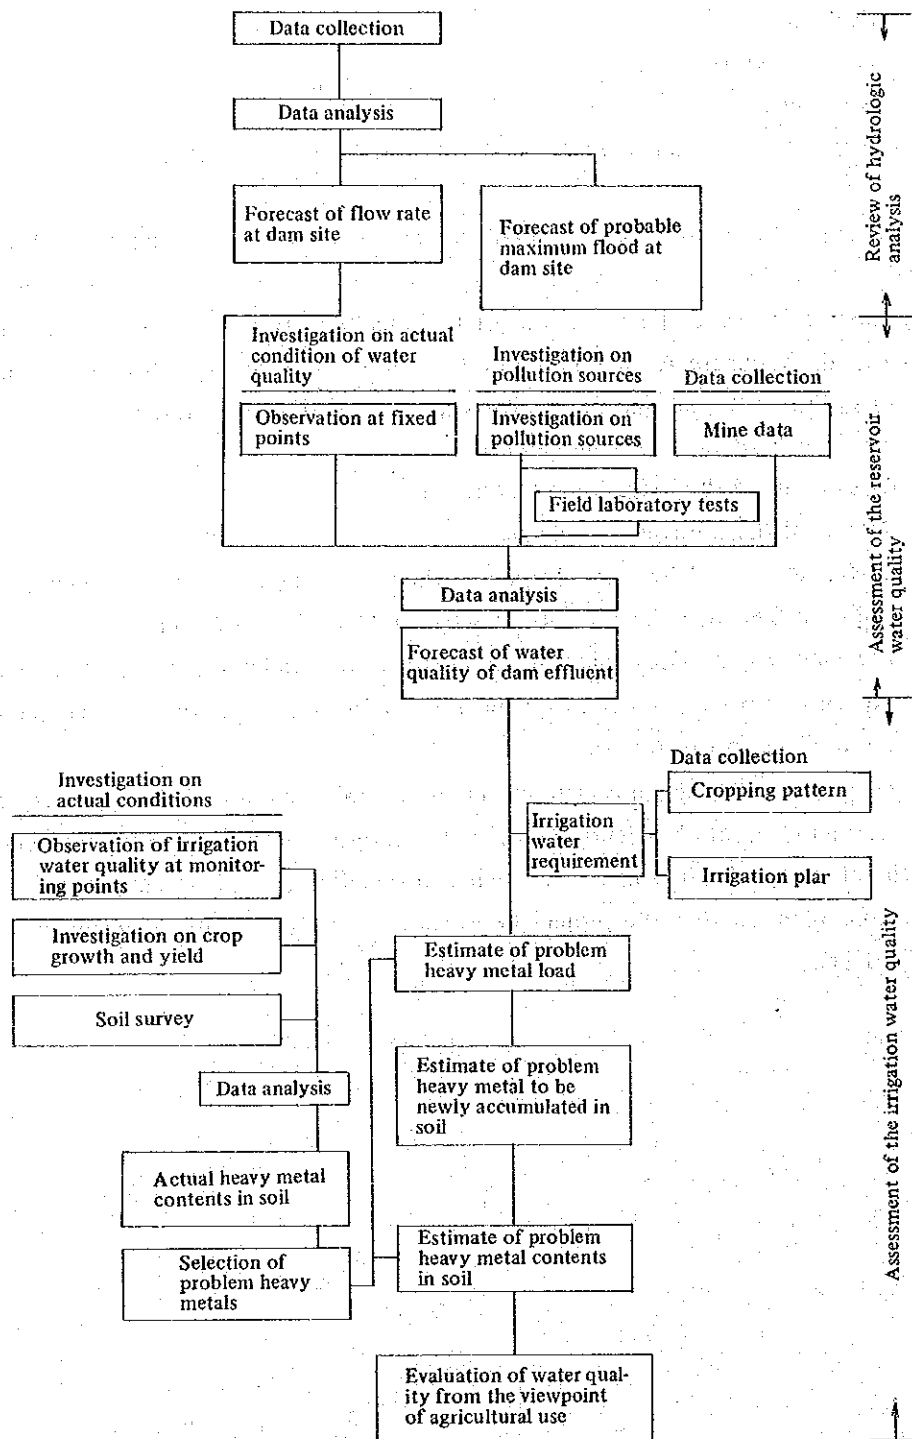 Data collection
Data analysis
Forecast of flow rate
at dam site
Forecast of probable
maximum flood at
dam site
Review of hydrologic
analysis
Investigation on actual
condition of water
quality
Investigation on
pollution sources
Data collection
Observation at fixed
points
Investigation on
pollution sources
Mine data
Field laboratory tests
Data analysis
Forecast of water
quality of dam effluent
Assessment of the reservoir
water quality
Data collection
Cropping pattern
Irrigation
water
requirement
Irrigation plar
Investigation on
actual conditions
Observation of irrigation
water quality at monitor-
ing points
Investigation on crop
growth and yield
Soil survey
Data analysis
Actual heavy metal
contents in soil
Selection of
problem heavy
metals
Estimate of problem
heavy metal load
Estimate of problem
heavy metal to be
newly accumulated in
soil
Estimate of problem
heavy metal contents
in soil
Evaluation of water qual-
ity from the viewpoint
of agricultural use
Assessment of the irrigation water quality